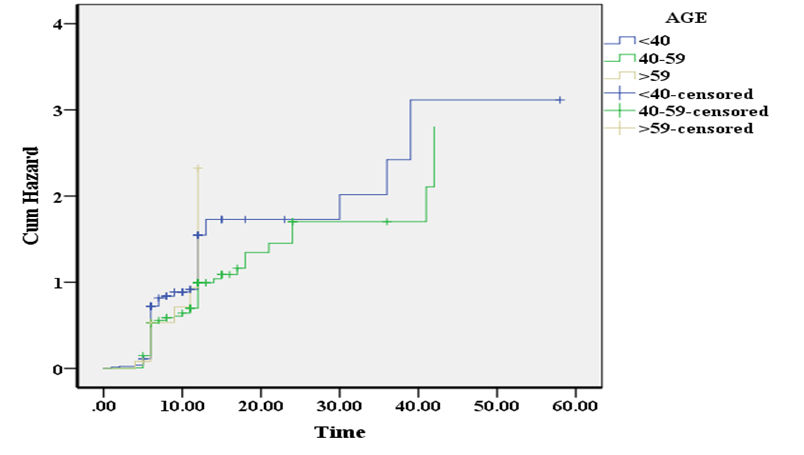 AGE
<40
40-59
>59
<40-censored
40-59-censored
>59-censored
Cum Hazard
4
3
2
1
0
.00 10.00 20.00 30.00 40.00 50.00 60.00
Time